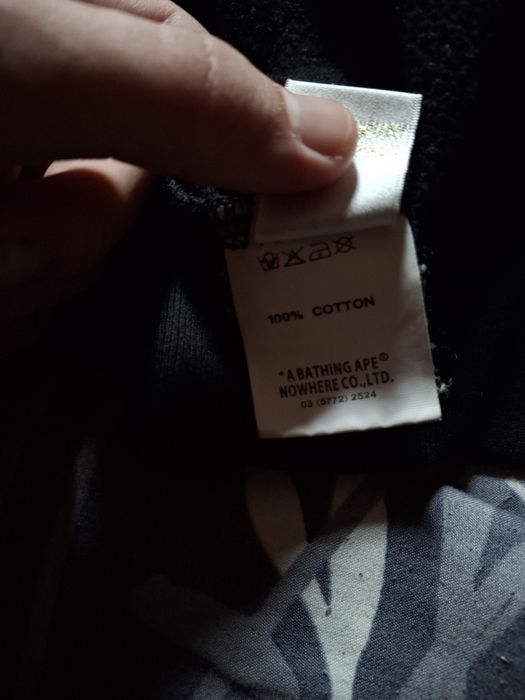 100% COTTON
*A BATHING APE®
NOWHERE CO.,LTD.
03 (5772) 2524